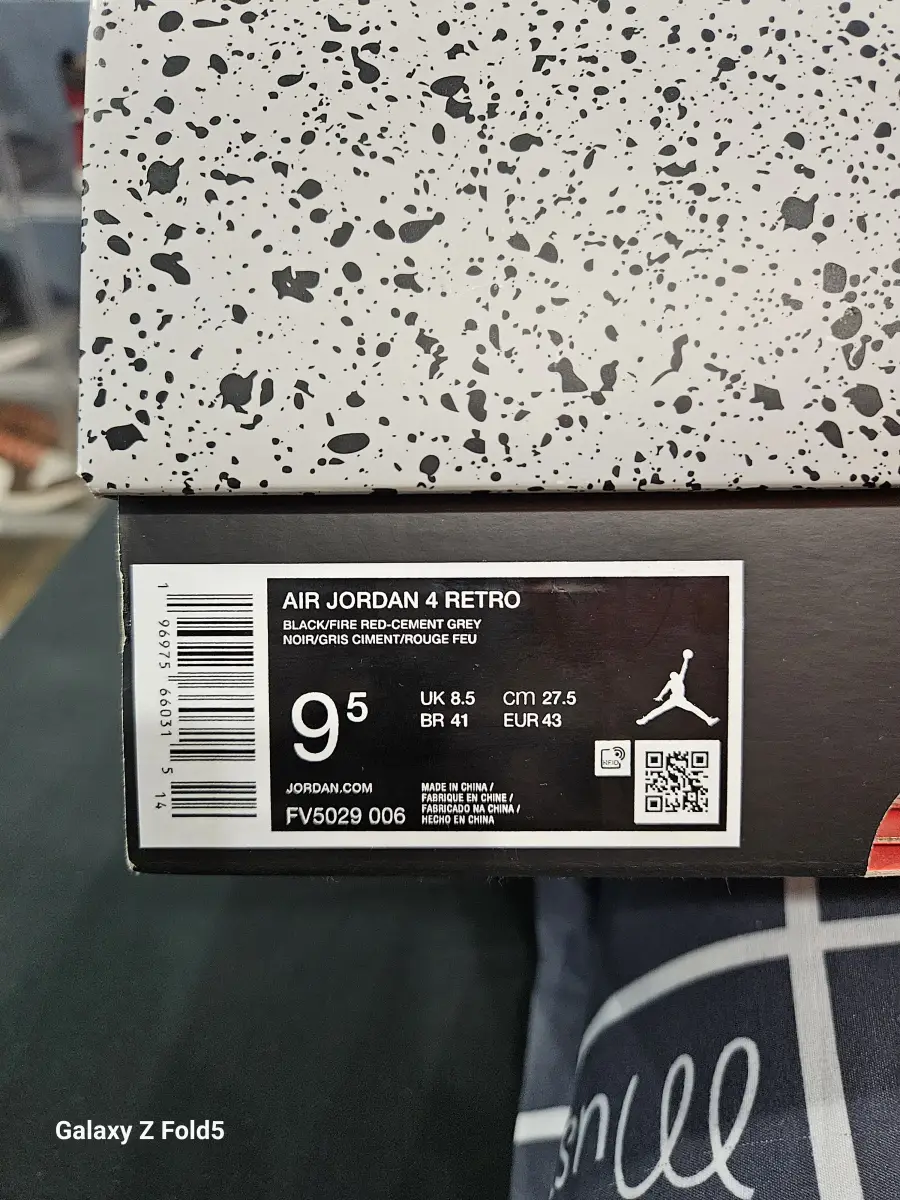 AIR JORDAN 4 RETRO
BLACK/FIRE RED-CEMENT GREY
NOIR/GRIS CIMENT/ROUGE FEU
9⁵
UK 8.5 cm 27.5
BR 41 EUR 43
RFID
JORDAN.COM
FV5029 006
MADE IN CHINA /
FABRIQUE EN CHINE /
FABRICADO NA CHINA /
HECHO EN CHINA
1 96975 66031 5 14
Galaxy Z Fold5